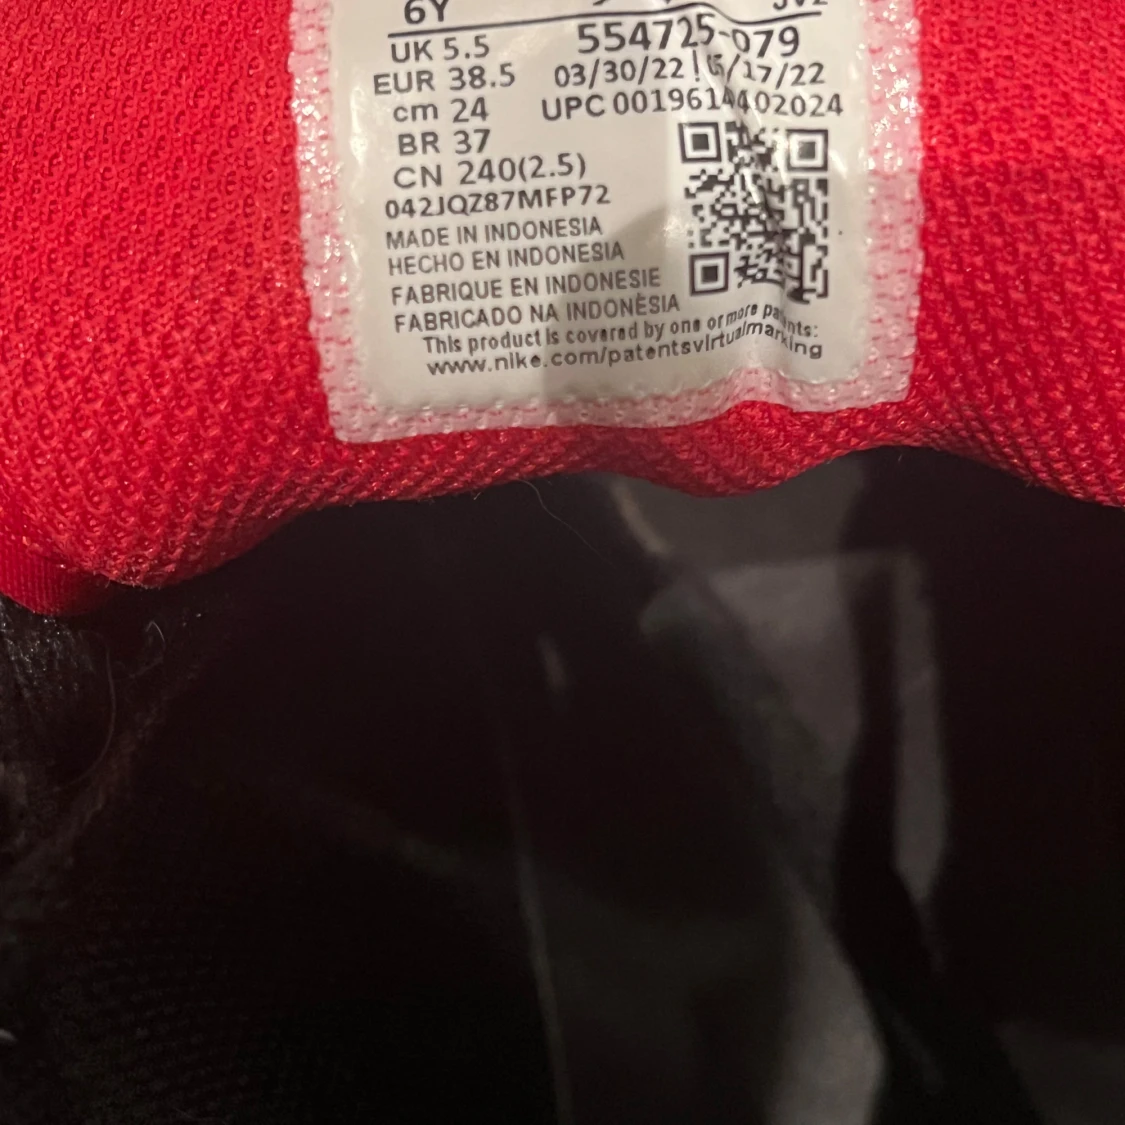 6Y
UK 5.5 554725-079
EUR 38.5 03/30/22
cm 24 UPC 00196144402024
BR 37
CN 240(2.5)
042JQZ87MFP72
MADE IN INDONESIA
HECHO EN INDONESIA
FABRIQUE EN INDONESIE
FABRICADO NA INDONÈSIA
This product is covered by one or more patents:
www.nike.com/patentsvirtualmarking